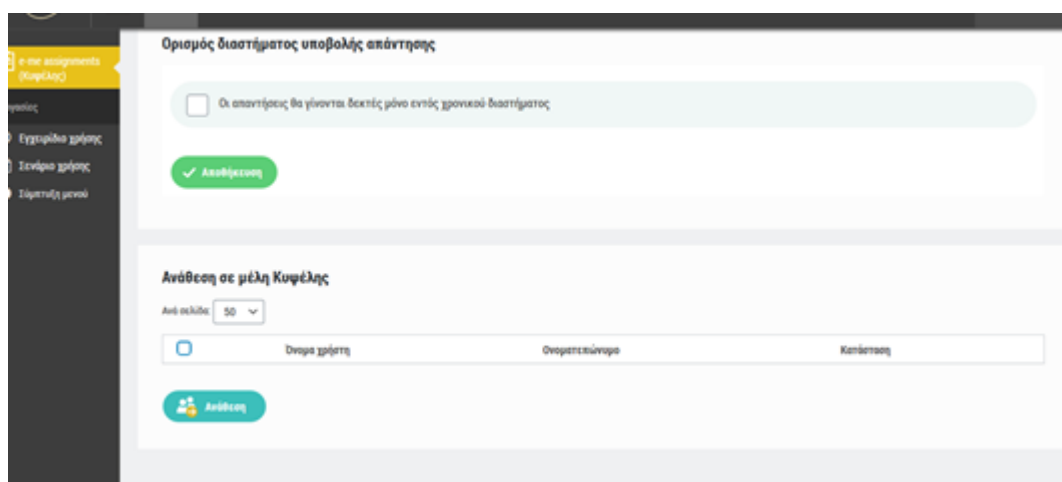 Ορισμός διαστήματος υποβολής απάντησης
e-me assignments
(Κυψέλης)
Οι απαντήσεις θα γίνονται δεκτές μόνο εντός χρονικού διαστήματος
Εγχειρίδιο χρήσης
Σενάριο χρήσης
Αποθήκευση
Σύμπτυξη μενού
Ανάθεση σε μέλη Κυψέλης
Ανά σελίδα: 50
Όνομα χρήστη Ονοματεπώνυμο Κατάσταση
Ανάθεση